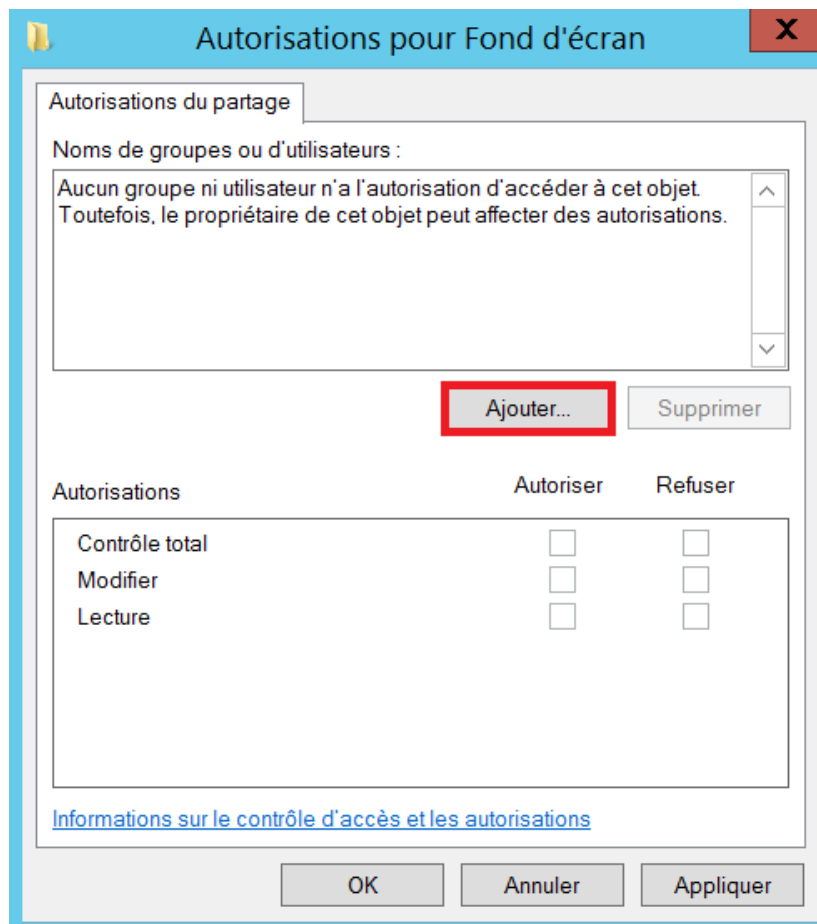 Autorisations pour Fond d'écran
X
Autorisations du partage
Noms de groupes ou d'utilisateurs :
Aucun groupe ni utilisateur n'a l'autorisation d'accéder à cet objet.
Toutefois, le propriétaire de cet objet peut affecter des autorisations.
Ajouter... Supprimer
Autorisations Autoriser Refuser
Contrôle total
Modifier
Lecture
Informations sur le contrôle d'accès et les autorisations
OK Annuler Appliquer